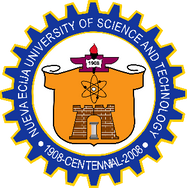 NUEVA ECIJA UNIVERSITY OF SCIENCE AND TECHNOLOGY
1908
1908-CENTENNIAL-2008